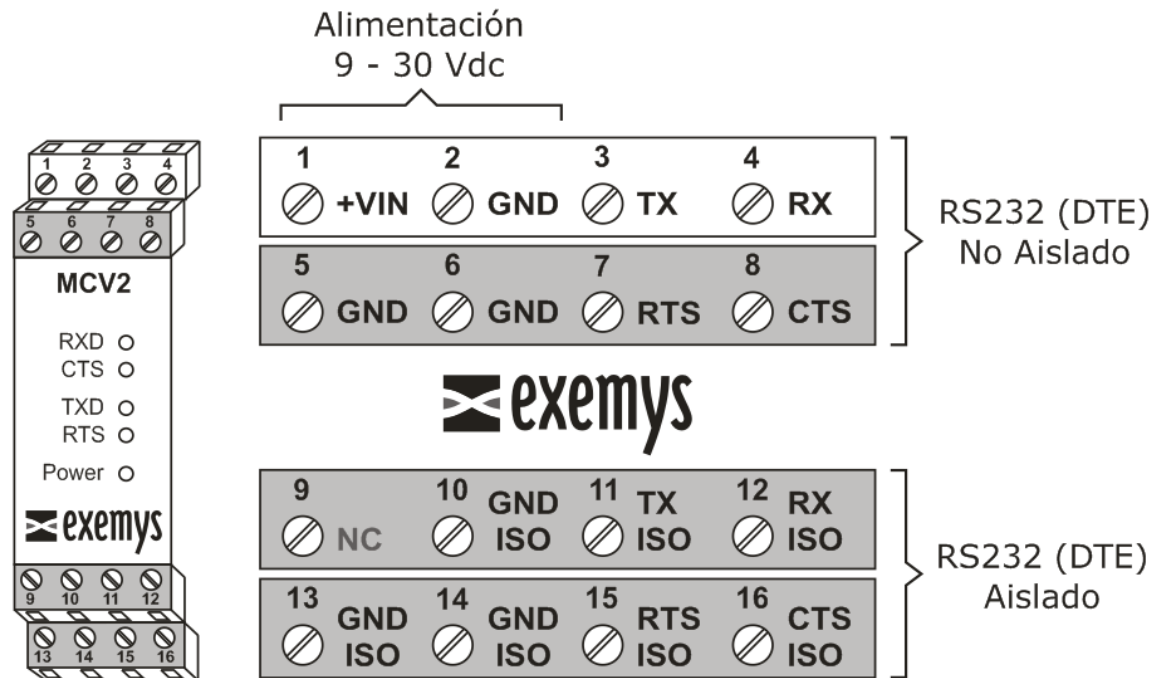 Alimentación
9 - 30 Vdc
1 2 3 4
5 6 7 8
MCV2
RXD
CTS
TXD
RTS
Power
exemys
9 10 11 12
13 14 15 16
1 2 3 4
+VIN GND TX RX
5 6 7 8
GND GND RTS CTS
RS232 (DTE)
No Aislado
exemys
9 10 GND 11 TX 12 RX
NC ISO ISO ISO
13 GND 14 GND 15 RTS 16 CTS
ISO ISO ISO ISO
RS232 (DTE)
Aislado